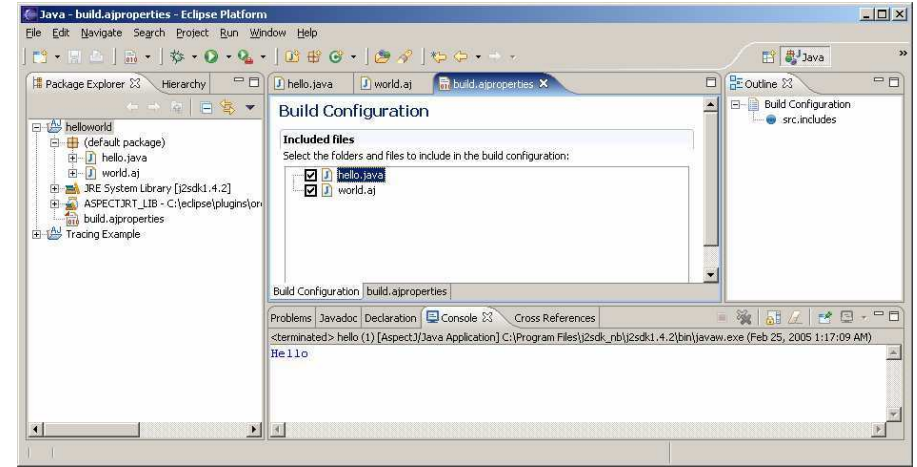 Java - build.ajproperties - Eclipse Platform
File Edit Navigate Search Project Run Window Help
Java
»
Package Explorer Hierarchy
helloworld
(default package)
hello.java
world.aj
JRE System Library [j2sdk1.4.2]
ASPECTJRT_LIB - C:\eclipse\plugins\or
build.ajproperties
Tracing Example
hello.java world.aj build.ajproperties
Build Configuration
Included files
Select the folders and files to include in the build configuration:
hello.java
world.aj
Build Configuration build.ajproperties
Outline
Build Configuration
src.includes
Problems Javadoc Declaration Console Cross References
<terminated> hello (1) [AspectJ/Java Application] C:\Program Files\j2sdk_nb\j2sdk1.4.2\bin\javaw.exe (Feb 25, 2005 1:17:09 AM)
Hello